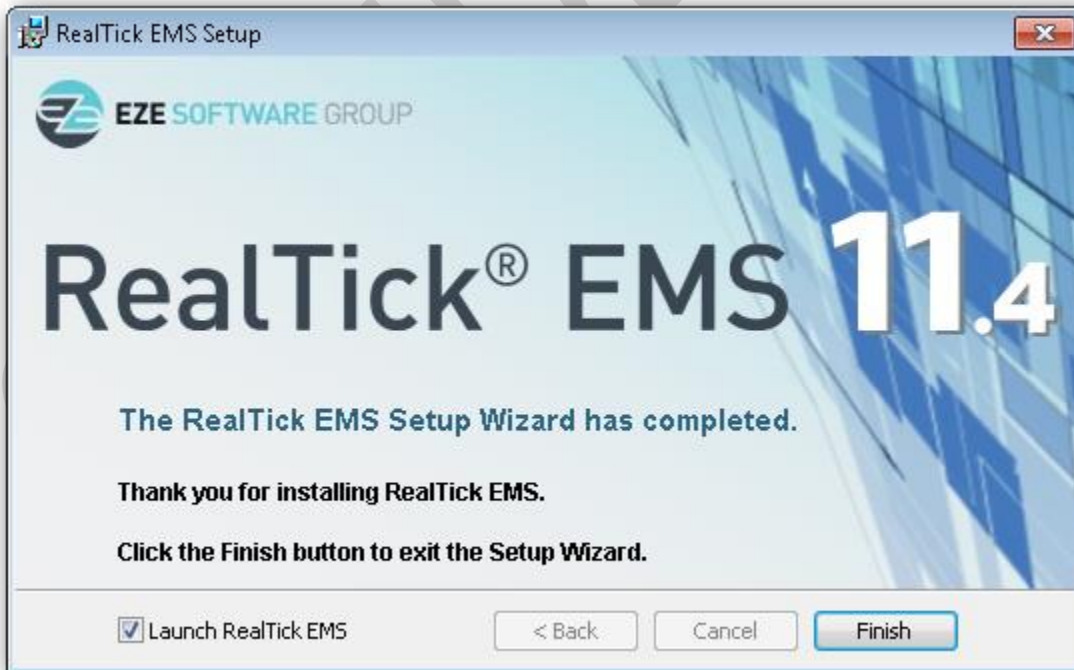 RealTick EMS Setup
EZE SOFTWARE GROUP
RealTick® EMS 11.4
The RealTick EMS Setup Wizard has completed.
Thank you for installing RealTick EMS.
Click the Finish button to exit the Setup Wizard.
Launch RealTick EMS < Back Cancel Finish